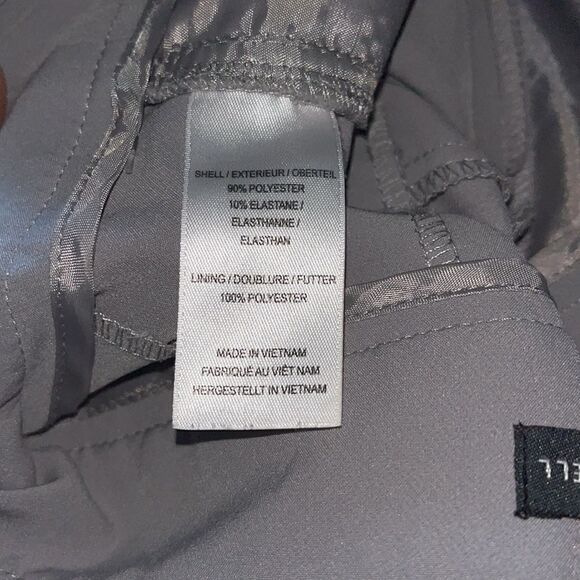 SHELL / EXTERIEUR / OBERTEIL
90% POLYESTER
10% ELASTANE /
ELASTHANNE /
ELASTHAN
LINING / DOUBLURE / FUTTER
100% POLYESTER
MADE IN VIETNAM
FABRIQUÉ AU VIÊT NAM
HERGESTELLT IN VIETNAM